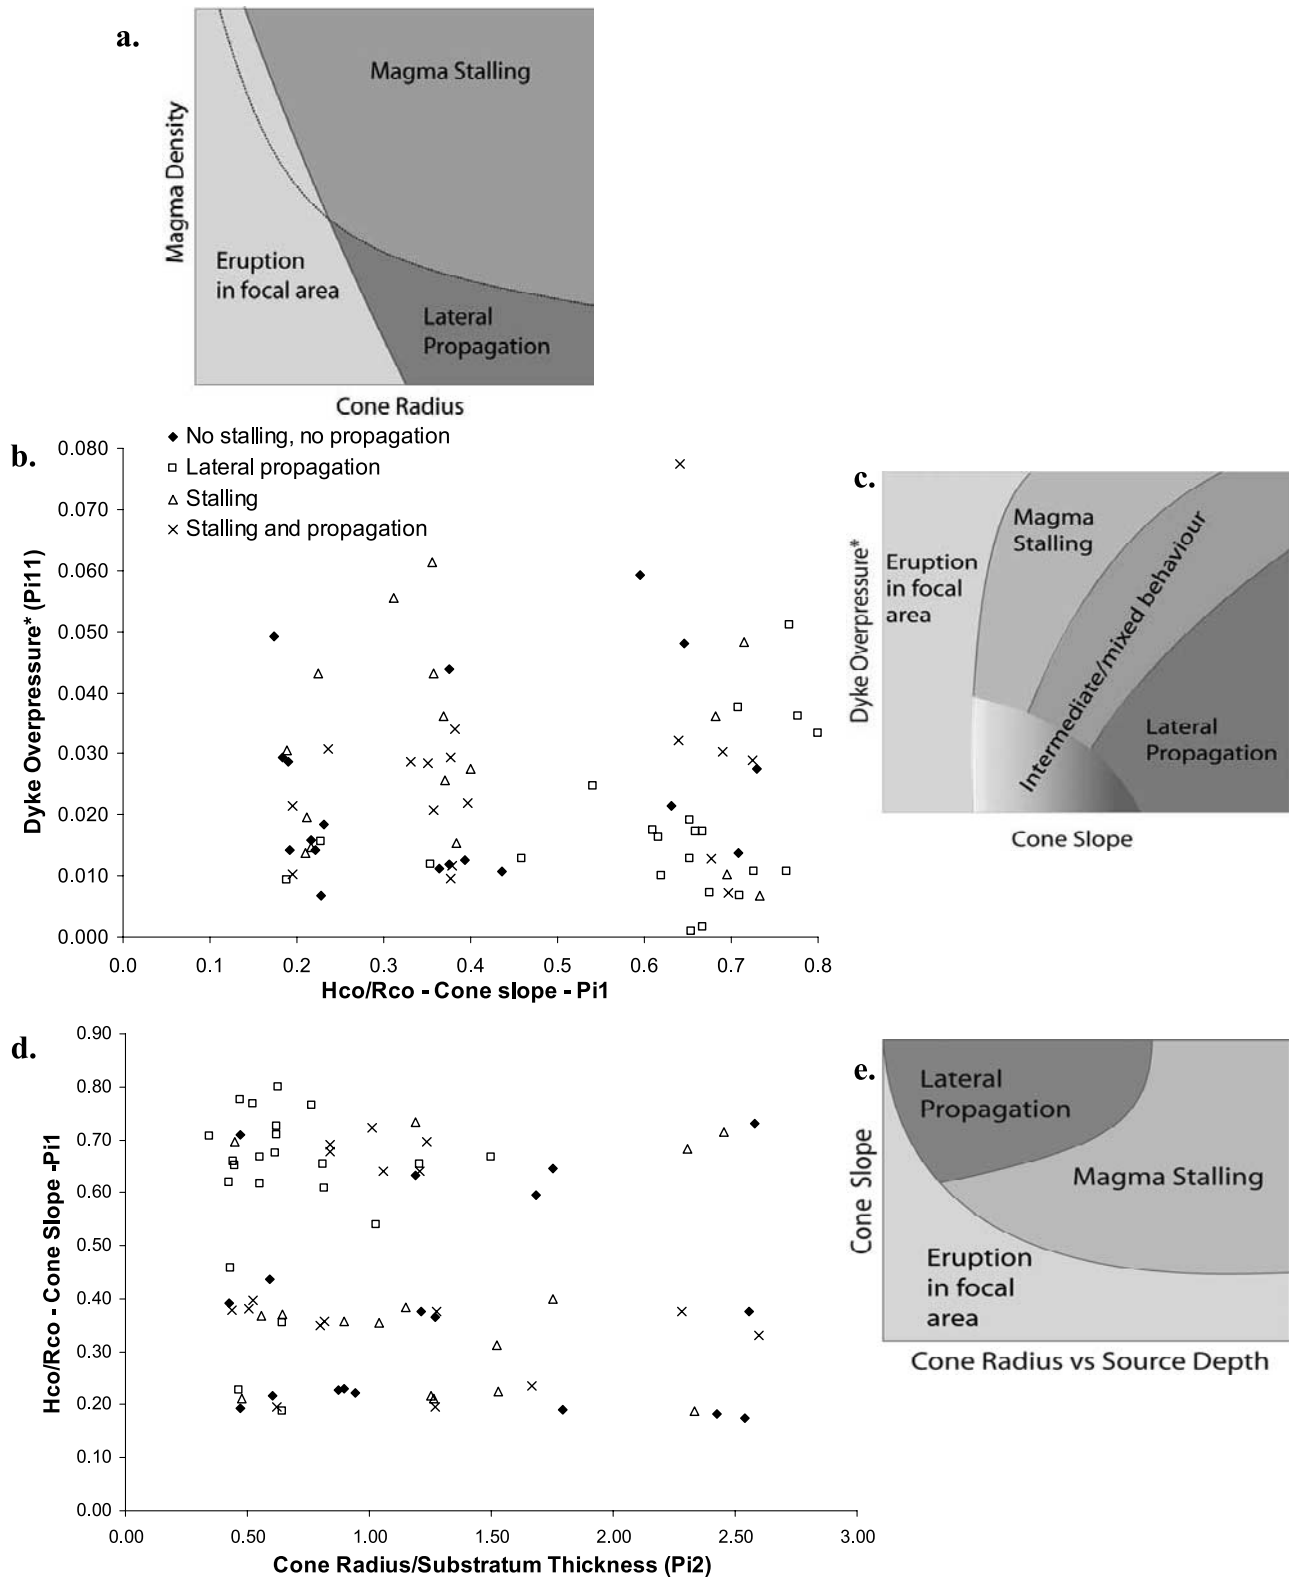 a.
Magma Density
Magma Stalling
Eruption
in focal area
Lateral
Propagation
Cone Radius
b.
No stalling, no propagation
Lateral propagation
Stalling
Stalling and propagation
Dyke Overpressure* (Pi11)
0.080
0.070
0.060
0.050
0.040
0.030
0.020
0.010
0.000
0.0 0.1 0.2 0.3 0.4 0.5 0.6 0.7 0.8
Hco/Rco - Cone slope - Pi1
c.
Dyke Overpressure*
Eruption
in focal
area
Magma
Stalling
Intermediate/mixed behaviour
Lateral
Propagation
Cone Slope
d.
Hco/Rco - Cone Slope -Pi1
0.90
0.80
0.70
0.60
0.50
0.40
0.30
0.20
0.10
0.00
0.00 0.50 1.00 1.50 2.00 2.50 3.00
Cone Radius/Substratum Thickness (Pi2)
e.
Cone Slope
Lateral
Propagation
Magma Stalling
Eruption
in focal
area
Cone Radius vs Source Depth